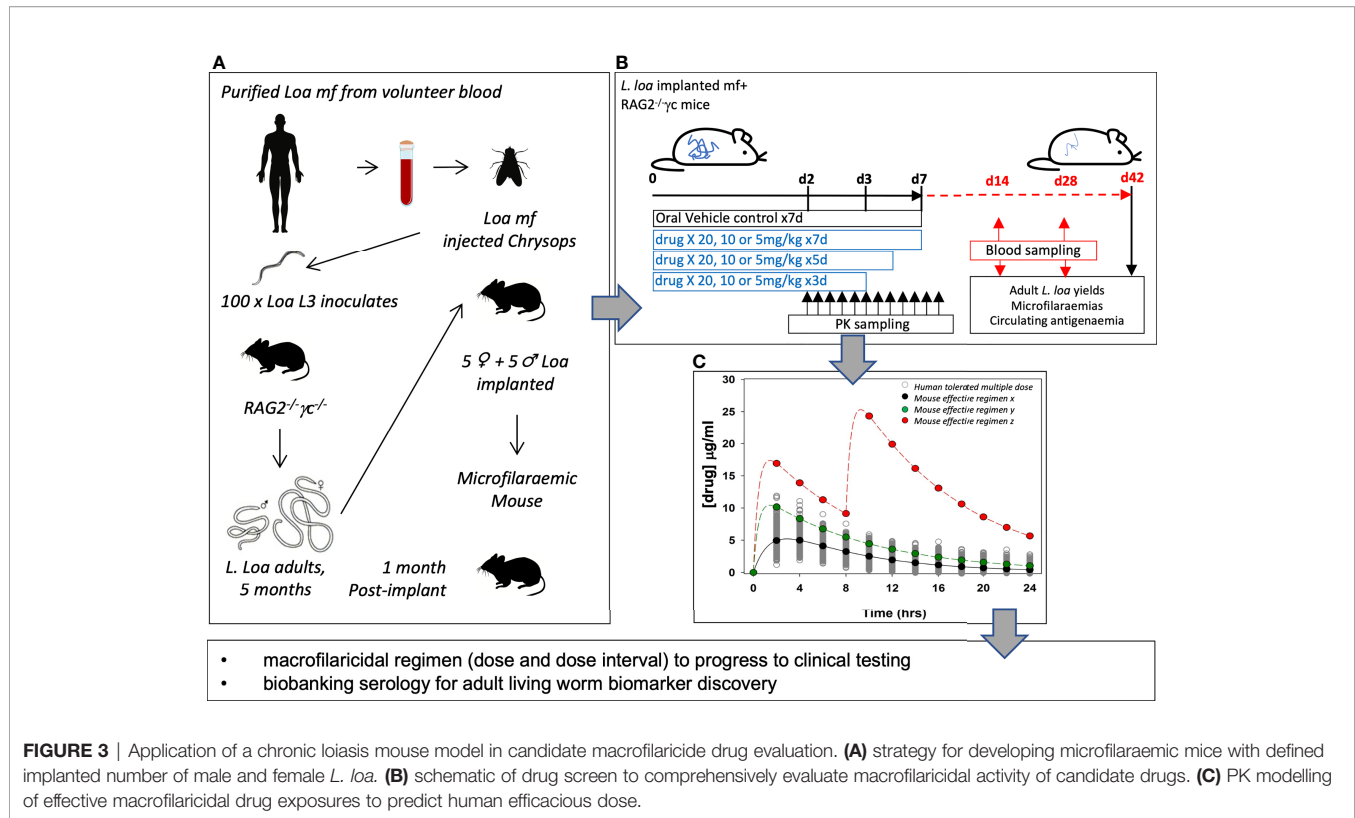 A
Purified Loa mf from volunteer blood
Loa mf
injected Chrysops
100 x Loa L3 inoculates
RAG2-/-γc-/-
5 ♀ + 5 ♂ Loa
implanted
Microfilaraemic
Mouse
♂
♀
L. Loa adults,
5 months
1 month
Post-implant
B
L. loa implanted mf+
RAG2-/-γc mice
0
d2
d3
d7
d14
d28
d42
Oral Vehicle control x7d
drug X 20, 10 or 5mg/kg x7d
drug X 20, 10 or 5mg/kg x5d
drug X 20, 10 or 5mg/kg x3d
PK sampling
Blood sampling
Adult L. loa yields
Microfilaraemias
Circulating antigenaemia
C
[drug] µg/ml
30
25
20
15
10
5
0
Human tolerated multiple dose
Mouse effective regimen x
Mouse effective regimen y
Mouse effective regimen z
0 4 8 12 16 20 24
Time (hrs)
• macrofilaricidal regimen (dose and dose interval) to progress to clinical testing
• biobanking serology for adult living worm biomarker discovery
FIGURE 3 | Application of a chronic loiasis mouse model in candidate macrofilaricide drug evaluation. (A) strategy for developing microfilaraemic mice with defined
implanted number of male and female L. loa. (B) schematic of drug screen to comprehensively evaluate macrofilaricidal activity of candidate drugs. (C) PK modelling
of effective macrofilaricidal drug exposures to predict human efficacious dose.